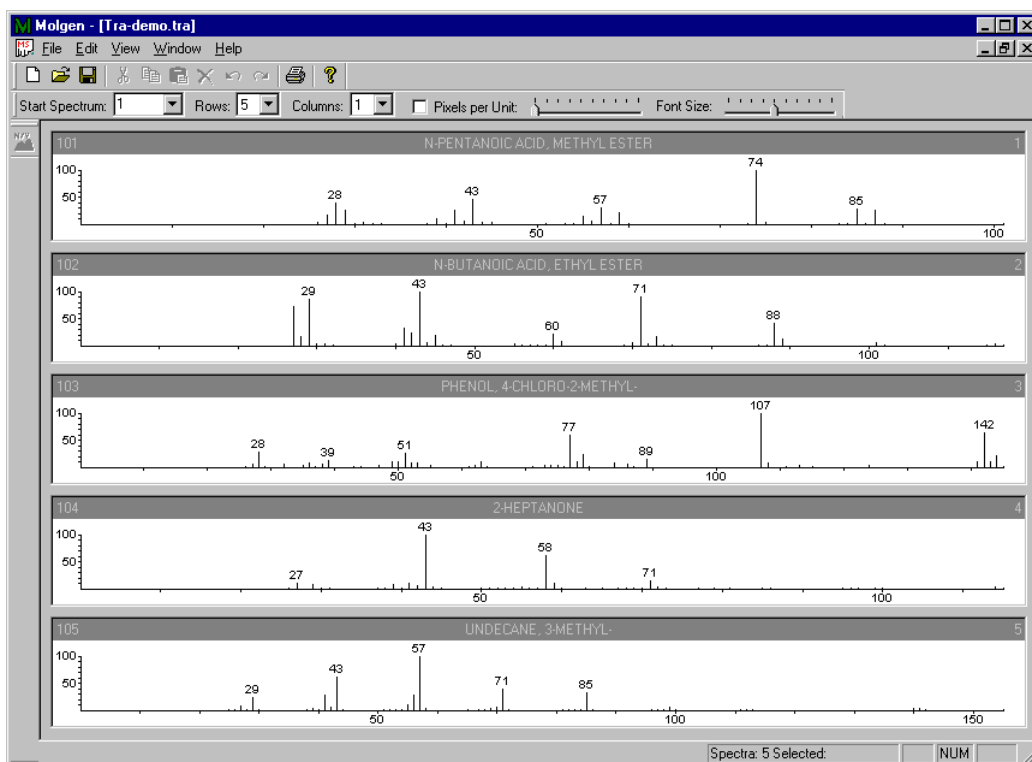 Molgen - [Tra-demo.tra]
File Edit View Window Help
Start Spectrum: 1 Rows: 5 Columns: 1 Pixels per Unit: Font Size:
101 N-PENTANOIC ACID, METHYL ESTER 1
100 50 28 43 57 74 85
50 100
102 N-BUTANOIC ACID, ETHYL ESTER 2
100 50 29 43 60 71 88
50 100
103 PHENOL, 4-CHLORO-2-METHYL- 3
100 50 28 39 51 77 89 107 142
50 100
104 2-HEPTANONE 4
100 50 27 43 58 71
50 100
105 UNDECANE, 3-METHYL- 5
100 50 29 43 57 71 85
50 100 150
Spectra: 5 Selected: NUM